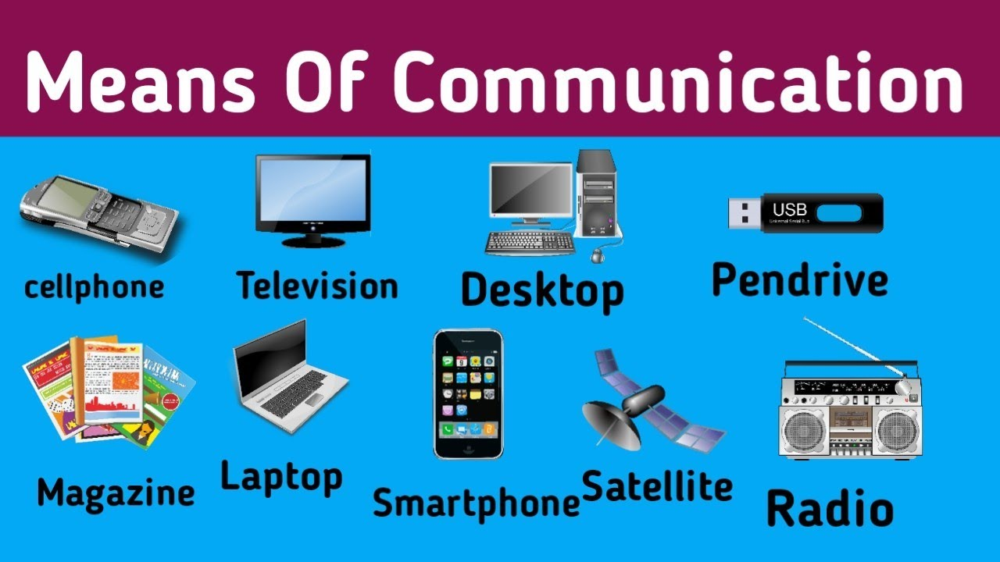 Means Of Communication
cellphone
Television
Desktop
USB
Pendrive
Magazine
Laptop
Smartphone
Satellite
Radio